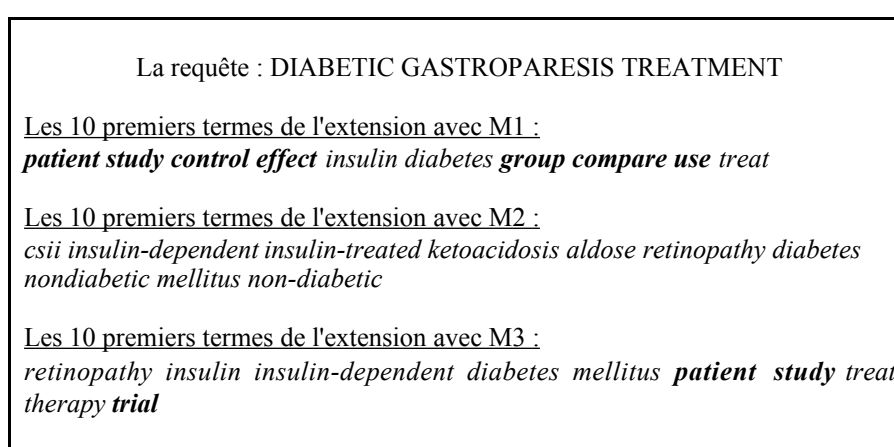 La requête : DIABETIC GASTROPARESIS TREATMENT
Les 10 premiers termes de l'extension avec M1 :
patient study control effect insulin diabetes group compare use treat
Les 10 premiers termes de l'extension avec M2 :
csii insulin-dependent insulin-treated ketoacidosis aldose retinopathy diabetes
nondiabetic mellitus non-diabetic
Les 10 premiers termes de l'extension avec M3 :
retinopathy insulin insulin-dependent diabetes mellitus patient study treat
therapy trial